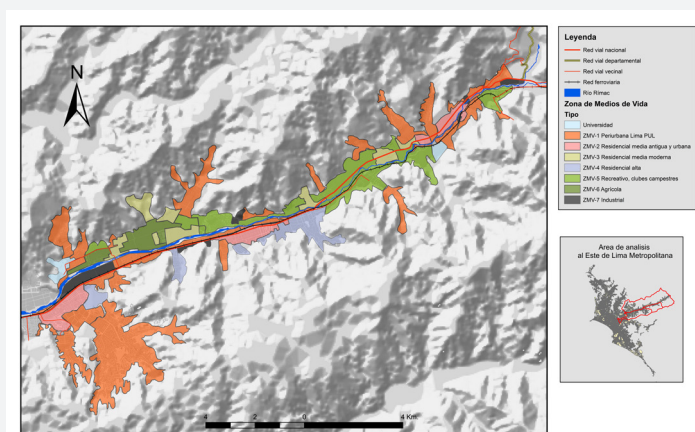 N
4 2 0 4 Km
Leyenda
Red vial nacional
Red vial departamental
Red vial vecinal
Red ferroviaria
Río Rímac
Zona de Medios de Vida
Tipo
Universidad
ZMV-1 Periurbana Lima PUL
ZMV-2 Residencial media antigua y urbana
ZMV-3 Residencial media moderna
ZMV-4 Residencial alta
ZMV-5 Recreativo, clubes campestres
ZMV-6 Agrícola
ZMV-7 Industrial
Area de analisis
al Este de Lima Metropolitana